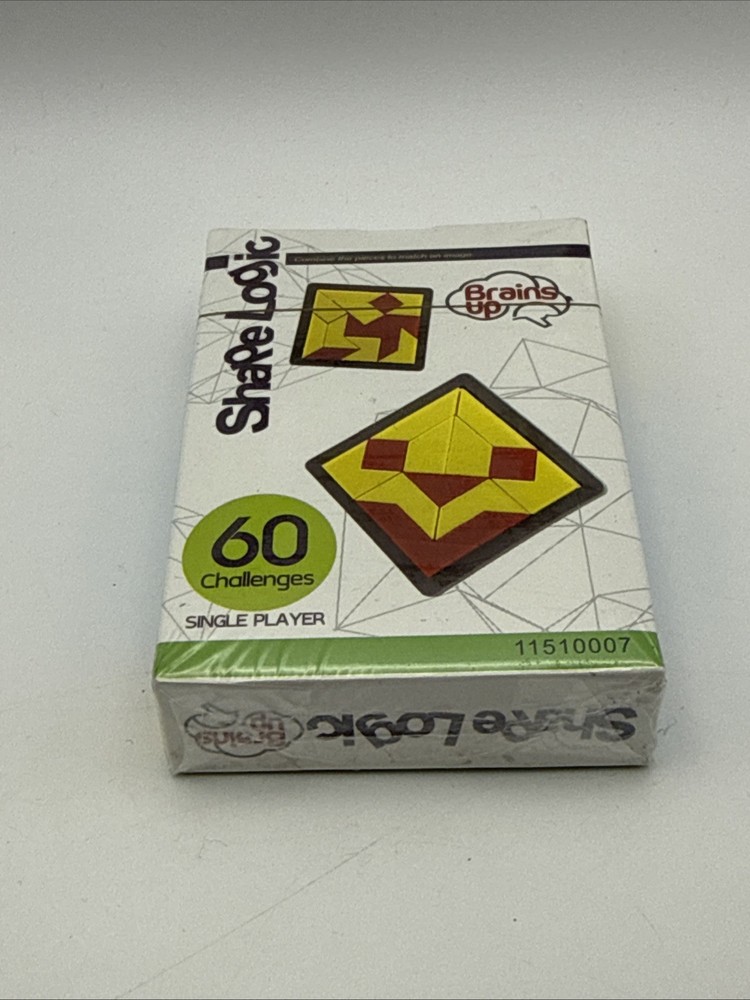 ShaPe Logic
Combine the pieces to match an image.
Brains
up
60
Challenges
SINGLE PLAYER
11510007
ShaPe Logic
Brains
up